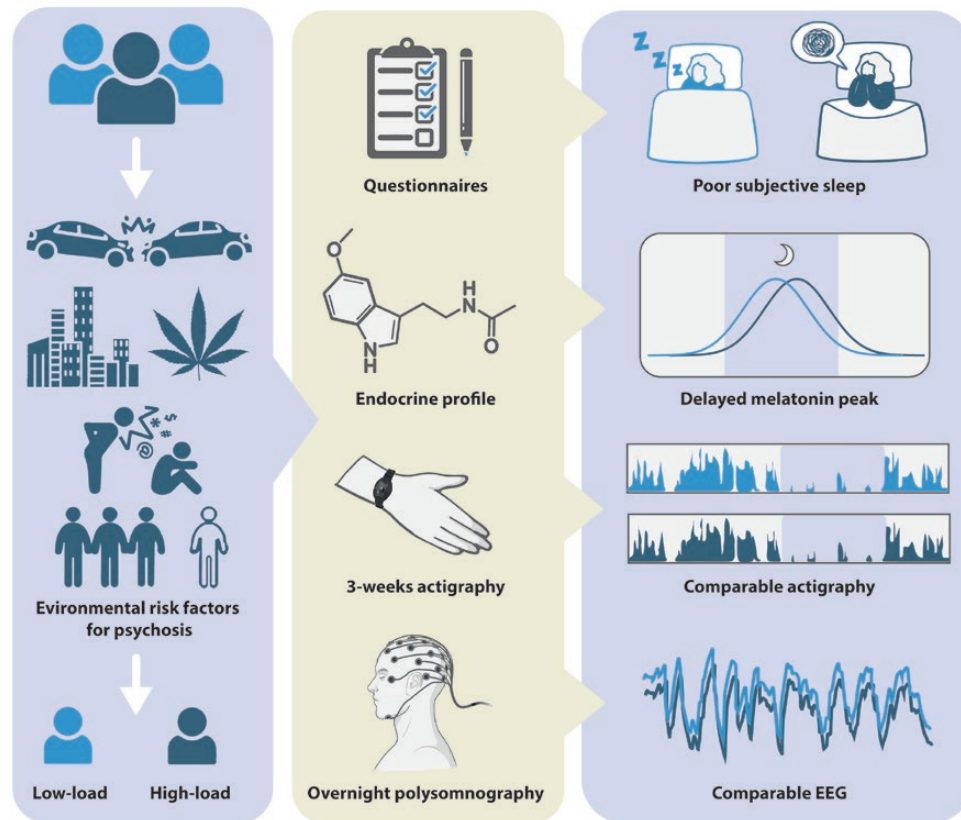 Evironmental risk factors
for psychosis
Low-load
High-load
Questionnaires
O
N
H
H
N
O
Endocrine profile
3-weeks actigraphy
Overnight polysomnography
z
z
z
Poor subjective sleep
Delayed melatonin peak
Comparable actigraphy
Comparable EEG